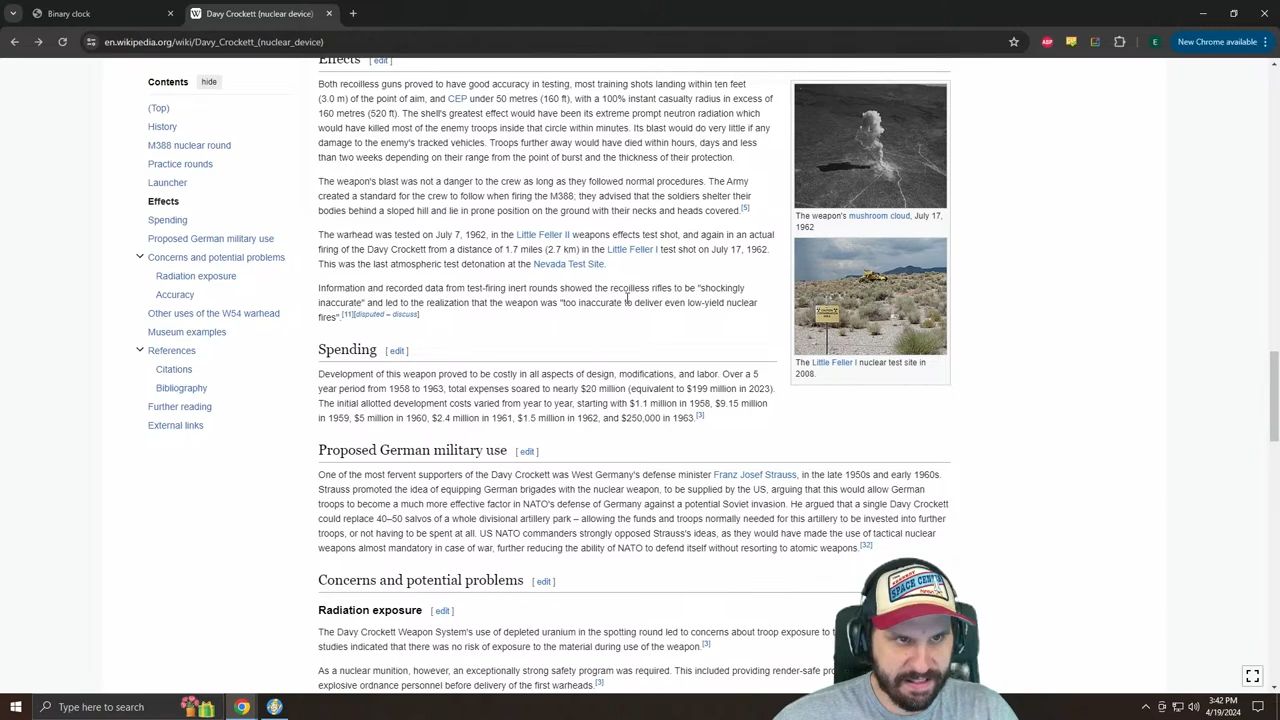 Binary clock
Davy Crockett (nuclear device)
en.wikipedia.org/wiki/Davy_Crockett_(nuclear_device)
ABP
E
New Chrome available
Contents
hide
(Top)
History
M388 nuclear round
Practice rounds
Launcher
Effects
Spending
Proposed German military use
Concerns and potential problems
Radiation exposure
Accuracy
Other uses of the W54 warhead
Museum examples
References
Citations
Bibliography
Further reading
External links
Effects [ edit ]
Both recoilless guns proved to have good accuracy in testing, most training shots landing within ten feet
(3.0 m) of the point of aim, and CEP under 50 metres (160 ft), with a 100% instant casualty radius in excess of
160 metres (520 ft). The shell's greatest effect would have been its extreme prompt neutron radiation which
would have killed most of the enemy troops inside that circle within minutes. Its blast would do very little if any
damage to the enemy's tracked vehicles. Troops further away would have died within hours, days and less
than two weeks depending on their range from the point of burst and the thickness of their protection.
The weapon's blast was not a danger to the crew as long as they followed normal procedures. The Army
created a standard for the crew to follow when firing the M388; they advised that the soldiers shelter their
bodies behind a sloped hill and lie in prone position on the ground with their necks and heads covered.[5]
The warhead was tested on July 7, 1962, in the Little Feller II weapons effects test shot, and again in an actual
firing of the Davy Crockett from a distance of 1.7 miles (2.7 km) in the Little Feller I test shot on July 17, 1962.
This was the last atmospheric test detonation at the Nevada Test Site.
Information and recorded data from test-firing inert rounds showed the recoilless rifles to be "shockingly
inaccurate" and led to the realization that the weapon was "too inaccurate to deliver even low-yield nuclear
fires".[11][disputed – discuss]
The weapon's mushroom cloud, July 17,
1962
The Little Feller I nuclear test site in
2008.
Spending [ edit ]
Development of this weapon proved to be costly in all aspects of design, modifications, and labor. Over a 5
year period from 1958 to 1963, total expenses soared to nearly $20 million (equivalent to $199 million in 2023).
The initial allotted development costs varied from year to year, starting with $1.1 million in 1958, $9.15 million
in 1959, $5 million in 1960, $2.4 million in 1961, $1.5 million in 1962, and $250,000 in 1963.[3]
Proposed German military use [ edit ]
One of the most fervent supporters of the Davy Crockett was West Germany's defense minister Franz Josef Strauss, in the late 1950s and early 1960s.
Strauss promoted the idea of equipping German brigades with the nuclear weapon, to be supplied by the US, arguing that this would allow German
troops to become a much more effective factor in NATO's defense of Germany against a potential Soviet invasion. He argued that a single Davy Crockett
could replace 40–50 salvos of a whole divisional artillery park – allowing the funds and troops normally needed for this artillery to be invested into further
troops, or not having to be spent at all. US NATO commanders strongly opposed Strauss's ideas, as they would have made the use of tactical nuclear
weapons almost mandatory in case of war, further reducing the ability of NATO to defend itself without resorting to atomic weapons.[32]
Concerns and potential problems [ edit ]
Radiation exposure [ edit ]
The Davy Crockett Weapon System's use of depleted uranium in the spotting round led to concerns about troop exposure to
studies indicated that there was no risk of exposure to the material during use of the weapon.[3]
As a nuclear munition, however, an exceptionally strong safety program was required. This included providing render-safe
explosive ordnance personnel before delivery of the first warheads.[3]
SPACE CENTER
Type here to search
3:42 PM
4/19/2024